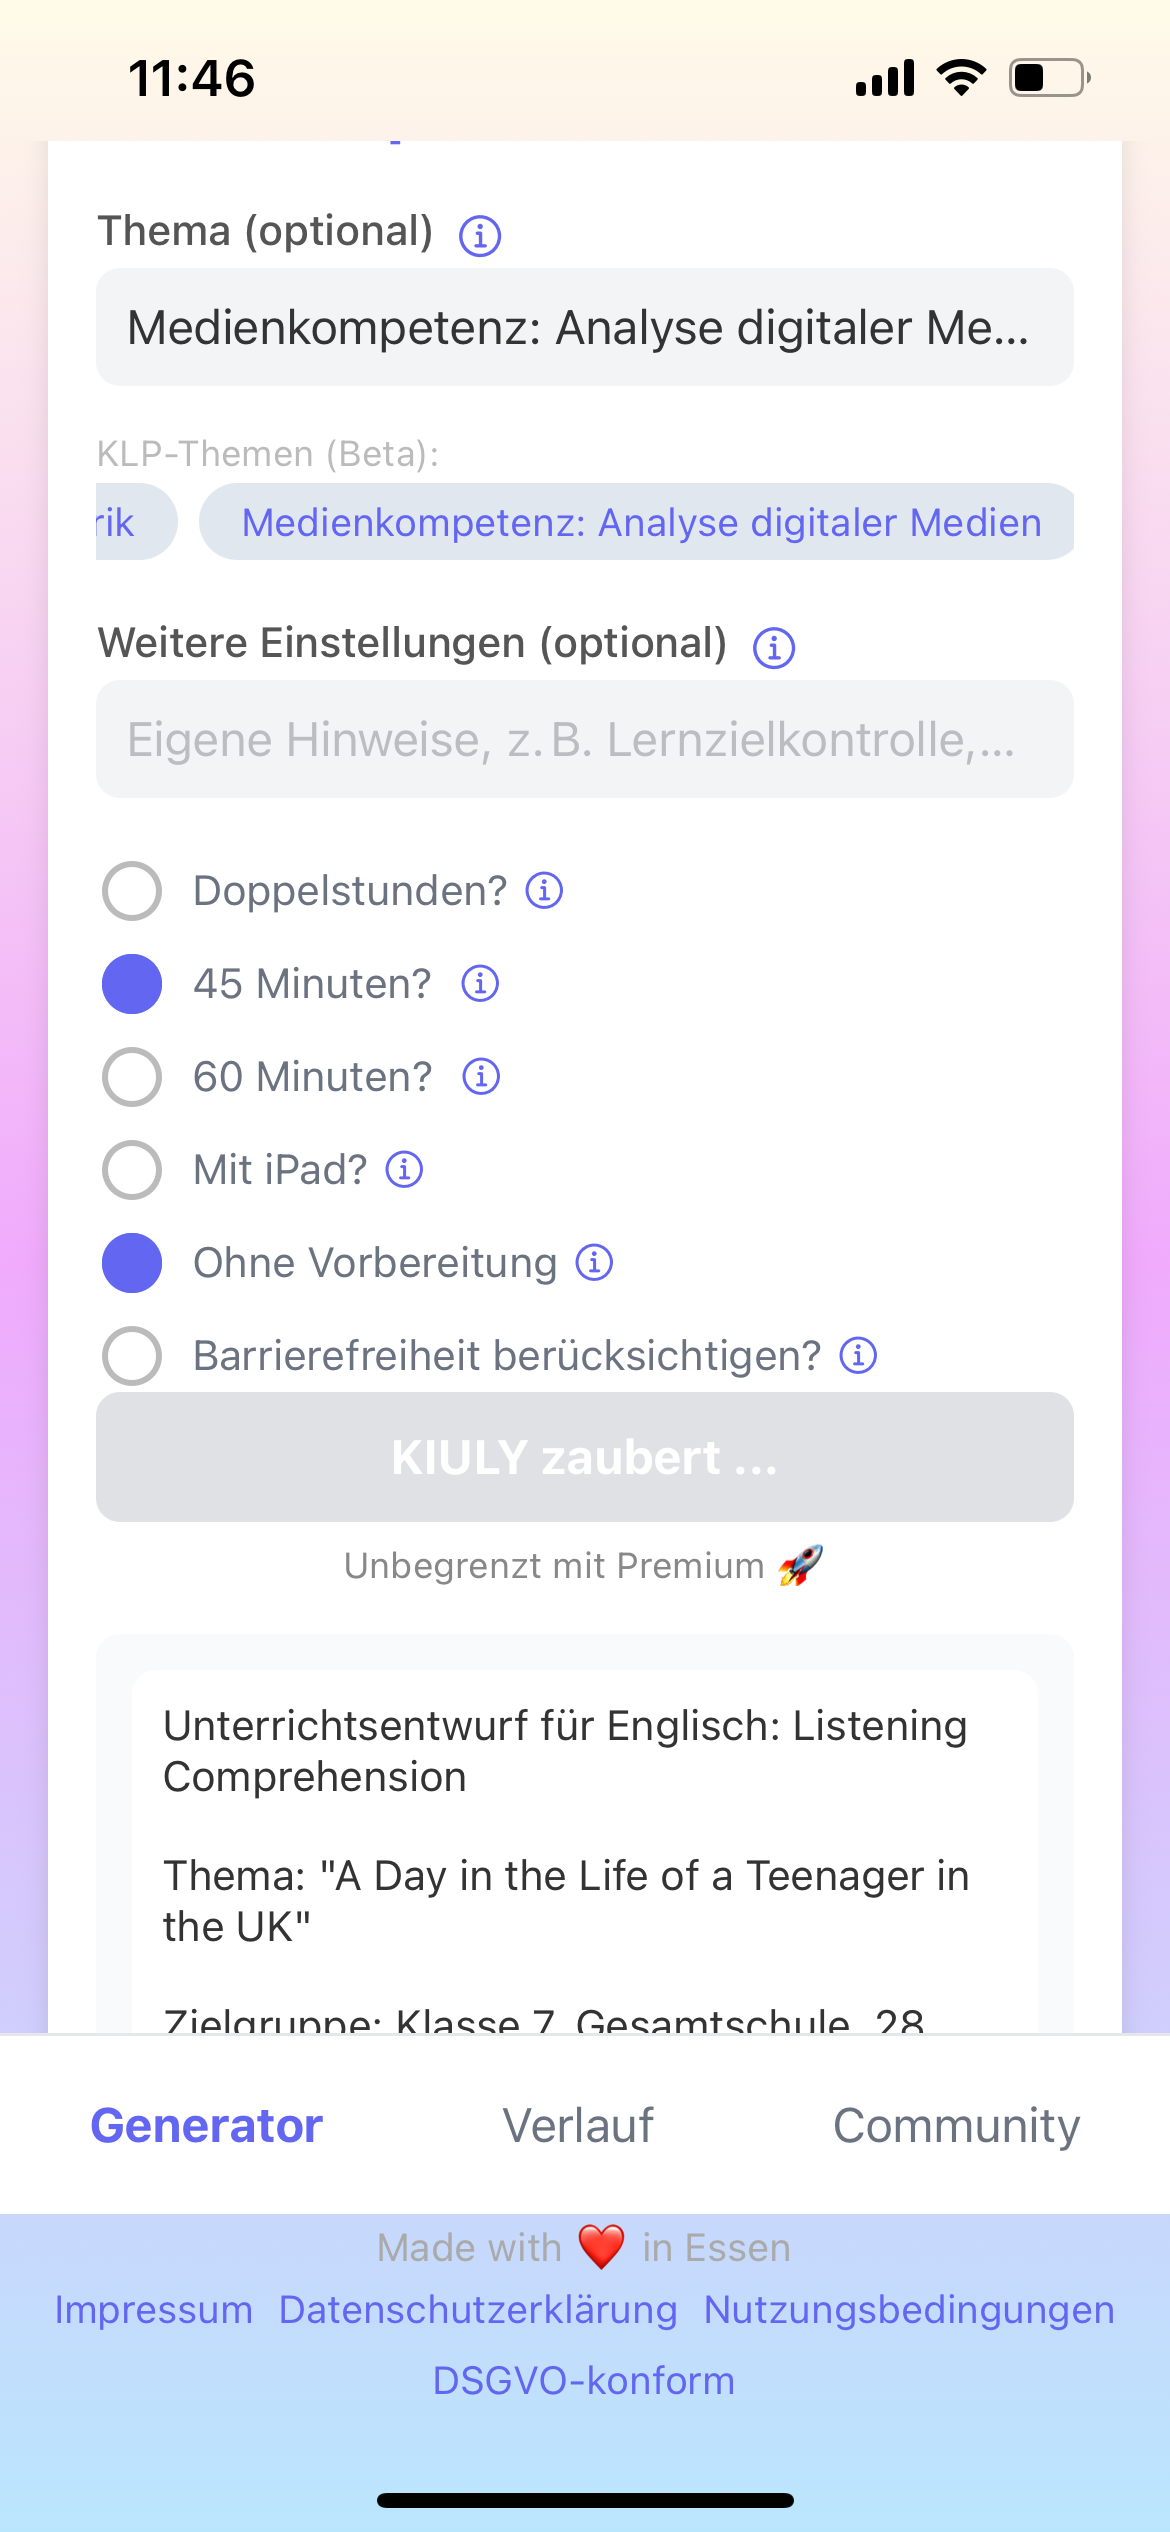 11:46
Thema (optional)
Medienkompetenz: Analyse digitaler Me...
KLP-Themen (Beta):
rik
Medienkompetenz: Analyse digitaler Medien
Weitere Einstellungen (optional)
Eigene Hinweise, z. B. Lernzielkontrolle,...
Doppelstunden?
45 Minuten?
60 Minuten?
Mit iPad?
Ohne Vorbereitung
Barrierefreiheit berücksichtigen?
KIULY zaubert ...
Unbegrenzt mit Premium 🚀
Unterrichtsentwurf für Englisch: Listening
Comprehension
Thema: "A Day in the Life of a Teenager in
the UK"
Zielgruppe: Klasse 7, Gesamtschule, 28
Generator
Verlauf
Community
Made with ❤️ in Essen
Impressum Datenschutzerklärung Nutzungsbedingungen
DSGVO-konform